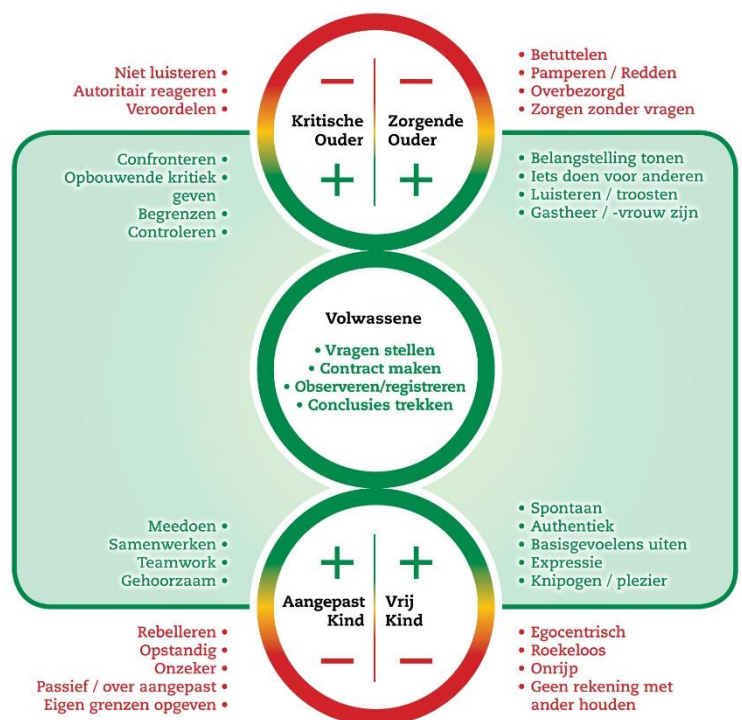 Niet luisteren •
Autoritair reageren •
Veroordelen •
− −
Kritische Ouder
Zorgende Ouder
+ +
• Betuttelen
• Pamperen / Redden
• Overbezorgd
• Zorgen zonder vragen
Confronteren •
Opbouwende kritiek •
geven
Begrenzen •
Controleren •
• Belangstelling tonen
• Iets doen voor anderen
• Luisteren / troosten
• Gastheer / -vrouw zijn
Volwassene
• Vragen stellen
• Contract maken
• Observeren/registreren
• Conclusies trekken
Meedoen •
Samenwerken •
Teamwork •
Gehoorzaam •
+ +
Aangepast Kind
Vrij Kind
− −
• Spontaan
• Authentiek
• Basisgevoelens uiten
• Expressie
• Knipogen / plezier
Rebelleren •
Opstandig •
Onzeker •
Passief / over aangepast •
Eigen grenzen opgeven •
• Egocentrisch
• Roekeloos
• Onrijp
• Geen rekening met
ander houden